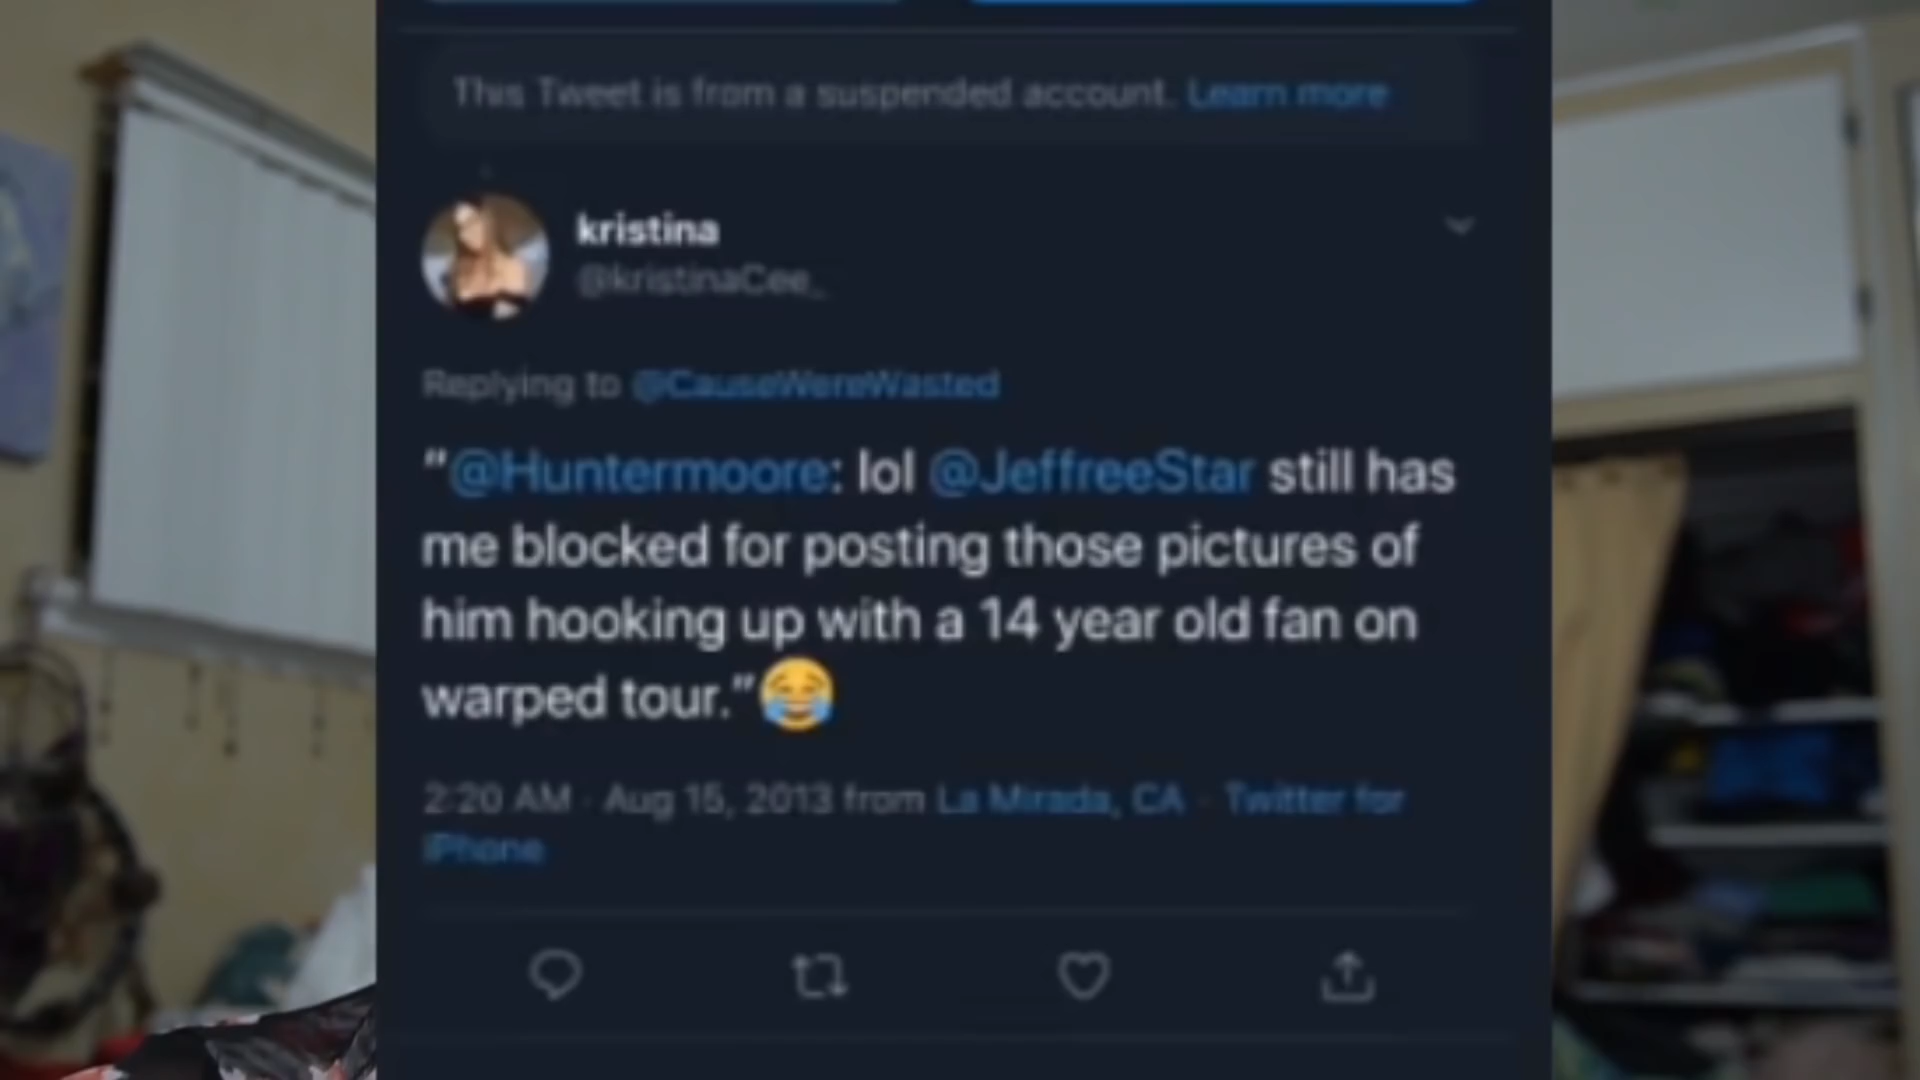 This Tweet is from a suspended account. Learn more
kristina
@kristinaCee_
Replying to @CauseWereWasted
"@Huntermoore: lol @JeffreeStar still has
me blocked for posting those pictures of
him hooking up with a 14 year old fan on
warped tour."😂
2:20 AM · Aug 15, 2013 from La Mirada, CA · Twitter for
iPhone